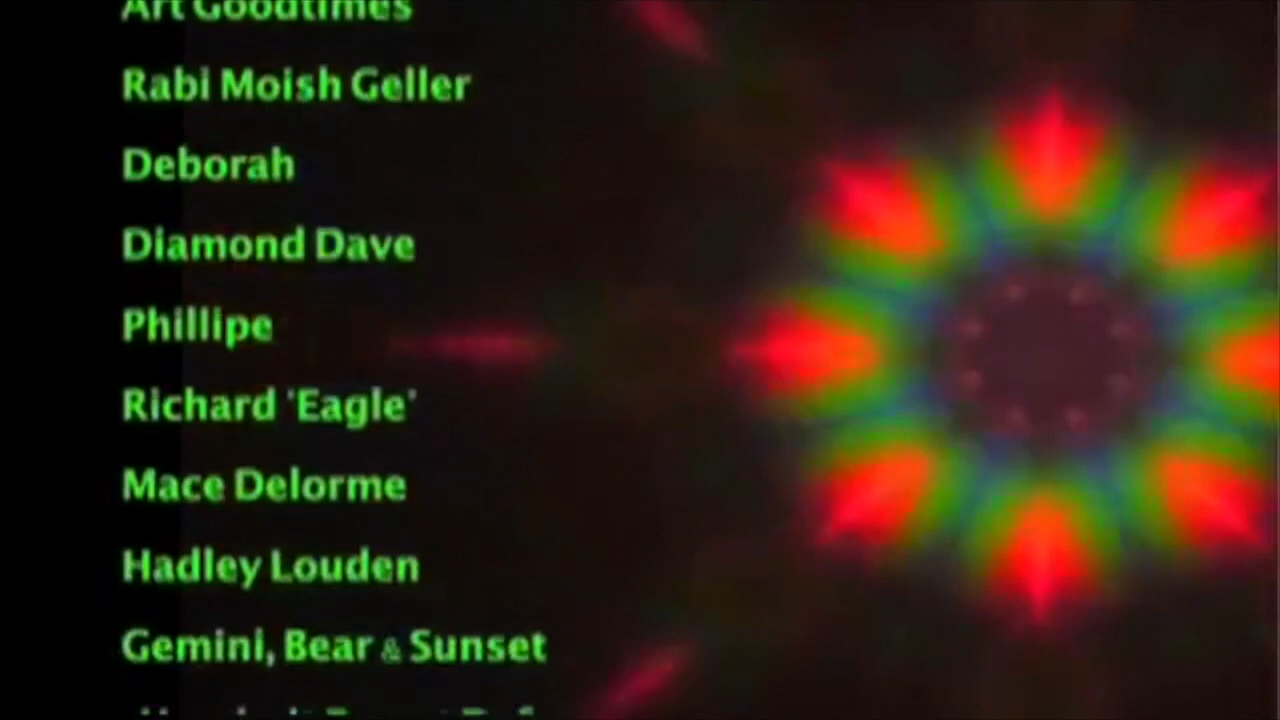 Art Goodtimes
Rabi Moish Geller
Deborah
Diamond Dave
Phillipe
Richard 'Eagle'
Mace Delorme
Hadley Louden
Gemini, Bear & Sunset